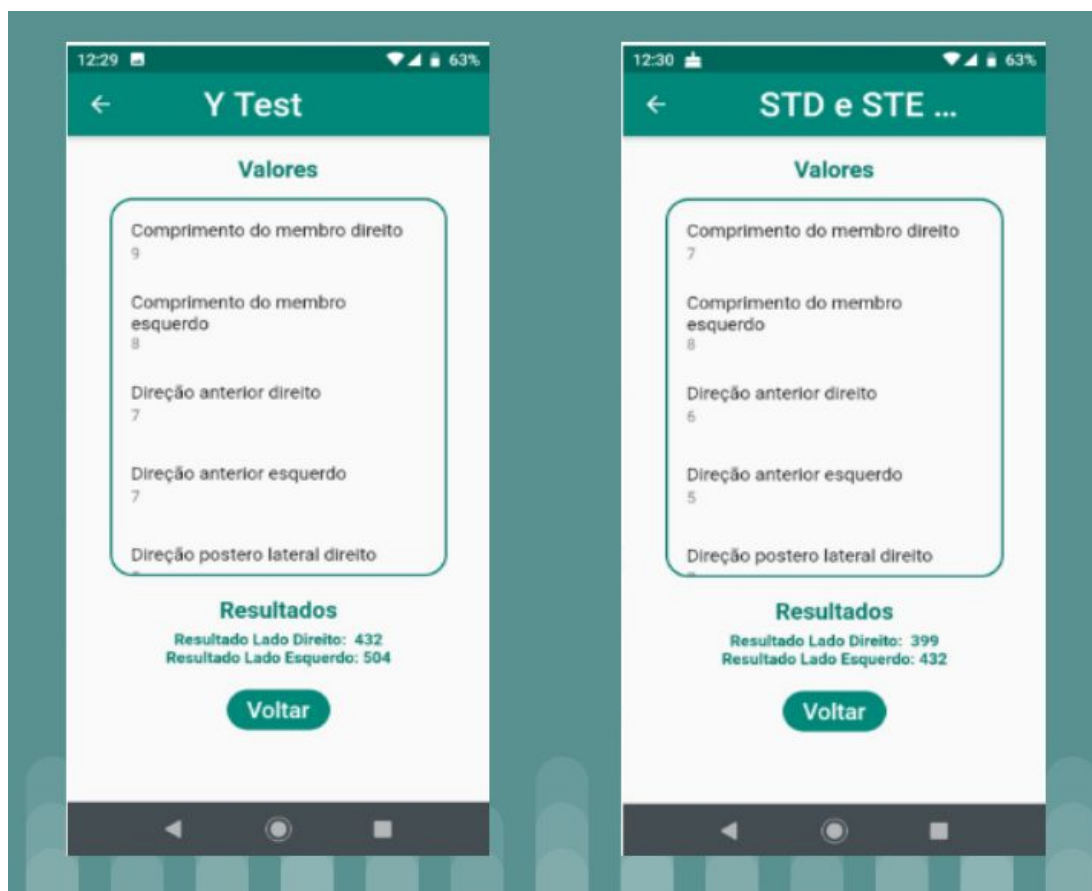 12:29
63%
Y Test
Valores
Comprimento do membro direito
9
Comprimento do membro
esquerdo
8
Direção anterior direito
7
Direção anterior esquerdo
7
Direção postero lateral direito
Resultados
Resultado Lado Direito: 432
Resultado Lado Esquerdo: 504
Voltar
12:30
63%
STD e STE ...
Valores
Comprimento do membro direito
7
Comprimento do membro
esquerdo
8
Direção anterior direito
6
Direção anterior esquerdo
5
Direção postero lateral direito
Resultados
Resultado Lado Direito: 399
Resultado Lado Esquerdo: 432
Voltar